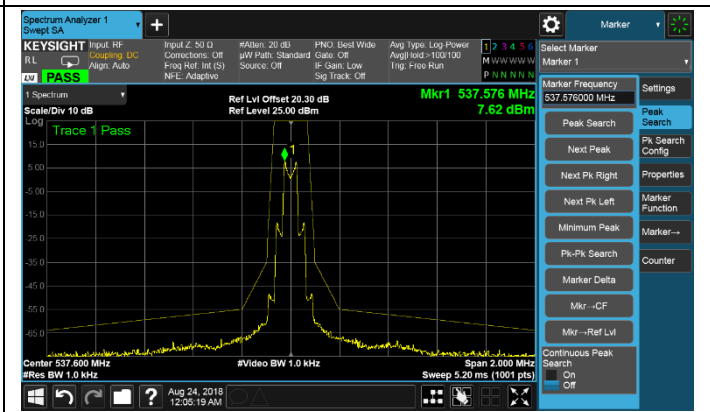 Spectrum Analyzer 1
Swept SA
Marker
KEYSIGHT
RL
LXI PASS
Input: RF
Coupling: DC
Align: Auto
Input Z: 50 Ω
Corrections: Off
Freq Ref: Int (S)
NFE: Adaptive
#Atten: 20 dB
µW Path: Standard
Source: Off
PNO: Best Wide
Gate: Off
IF Gain: Low
Sig Track: Off
Avg Type: Log-Power
Avg|Hold:>100/100
Trig: Free Run
1 2 3 4 5 6
M W W W W W
P N N N N N
Select Marker
Marker 1
1 Spectrum
Scale/Div 10 dB
Ref Lvl Offset 20.30 dB
Ref Level 25.00 dBm
Mkr1 537.576 MHz
7.62 dBm
Log
Trace 1 Pass
1
15.0
5.00
-5.00
-15.0
-25.0
-35.0
-45.0
-55.0
-65.0
Center 537.600 MHz
#Res BW 1.0 kHz
#Video BW 1.0 kHz
Span 2.000 MHz
Sweep 5.20 ms (1001 pts)
Marker Frequency
537.576000 MHz
Peak Search
Next Peak
Next Pk Right
Next Pk Left
Minimum Peak
Pk-Pk Search
Marker Delta
Mkr→CF
Mkr→Ref Lvl
Continuous Peak
Search
On
Off
Settings
Peak
Search
Pk Search
Config
Properties
Marker
Function
Marker→
Counter
?
Aug 24, 2018
12:05:19 AM